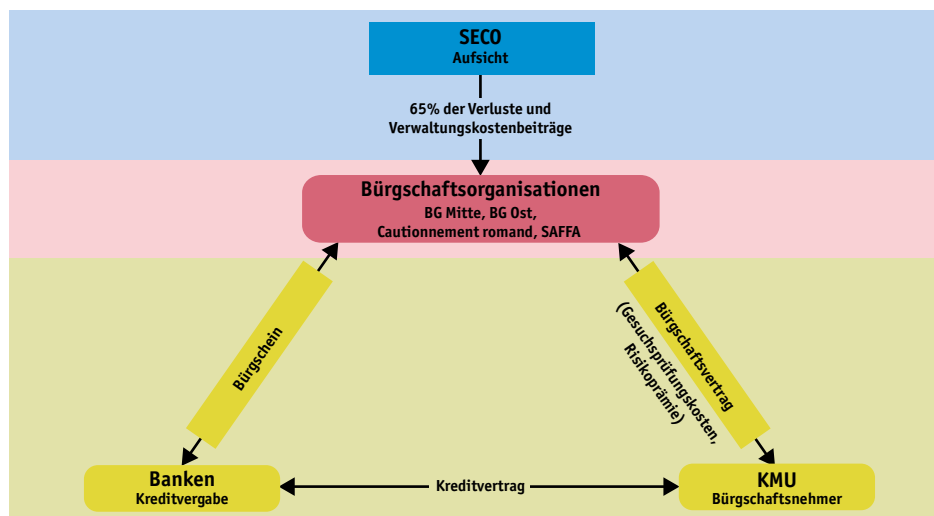 SECO
Aufsicht
65% der Verluste und
Verwaltungskostenbeiträge
Bürgschaftsorganisationen
BG Mitte, BG Ost,
Cautionnement romand, SAFFA
Bürgschein
Bürgschaftsvertrag
(Gesuchsprüfungskosten,
Risikoprämie)
Banken
Kreditvergabe
Kreditvertrag
KMU
Bürgschaftsnehmer